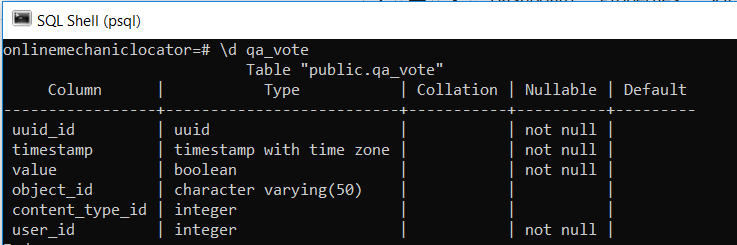 SQL Shell (psql)
onlinemechaniclocator=# \d qa_vote
                         Table "public.qa_vote"
     Column      |           Type           | Collation | Nullable | Default
-----------------+--------------------------+-----------+----------+---------
 uuid_id         | uuid                     |           | not null |
 timestamp       | timestamp with time zone |           | not null |
 value           | boolean                  |           | not null |
 object_id       | character varying(50)    |           |          |
 content_type_id | integer                  |           |          |
 user_id         | integer                  |           | not null |